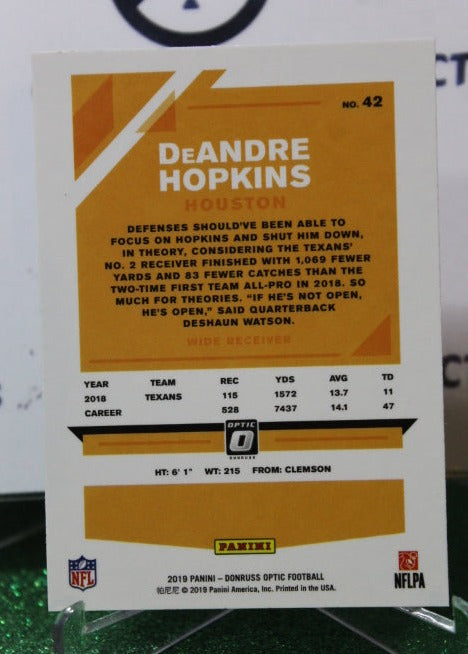 NO. 42
DeANDRE
HOPKINS
HOUSTON
DEFENSES SHOULD'VE BEEN ABLE TO
FOCUS ON HOPKINS AND SHUT HIM DOWN,
IN THEORY, CONSIDERING THE TEXANS'
NO. 2 RECEIVER FINISHED WITH 1,069 FEWER
YARDS AND 83 FEWER CATCHES THAN THE
TWO-TIME FIRST TEAM ALL-PRO IN 2018. SO
MUCH FOR THEORIES. "IF HE'S NOT OPEN,
HE'S OPEN," SAID QUARTERBACK
DESHAUN WATSON.
WIDE RECEIVER
YEAR TEAM REC YDS AVG TD
2018 TEXANS 115 1572 13.7 11
CAREER 528 7437 14.1 47
OPTIC
DONRUSS
HT: 6' 1" WT: 215 FROM: CLEMSON
PANINI
NFL
NFLPA
2019 PANINI – DONRUSS OPTIC FOOTBALL
帕尼尼 © 2019 Panini America, Inc. Printed in the USA.